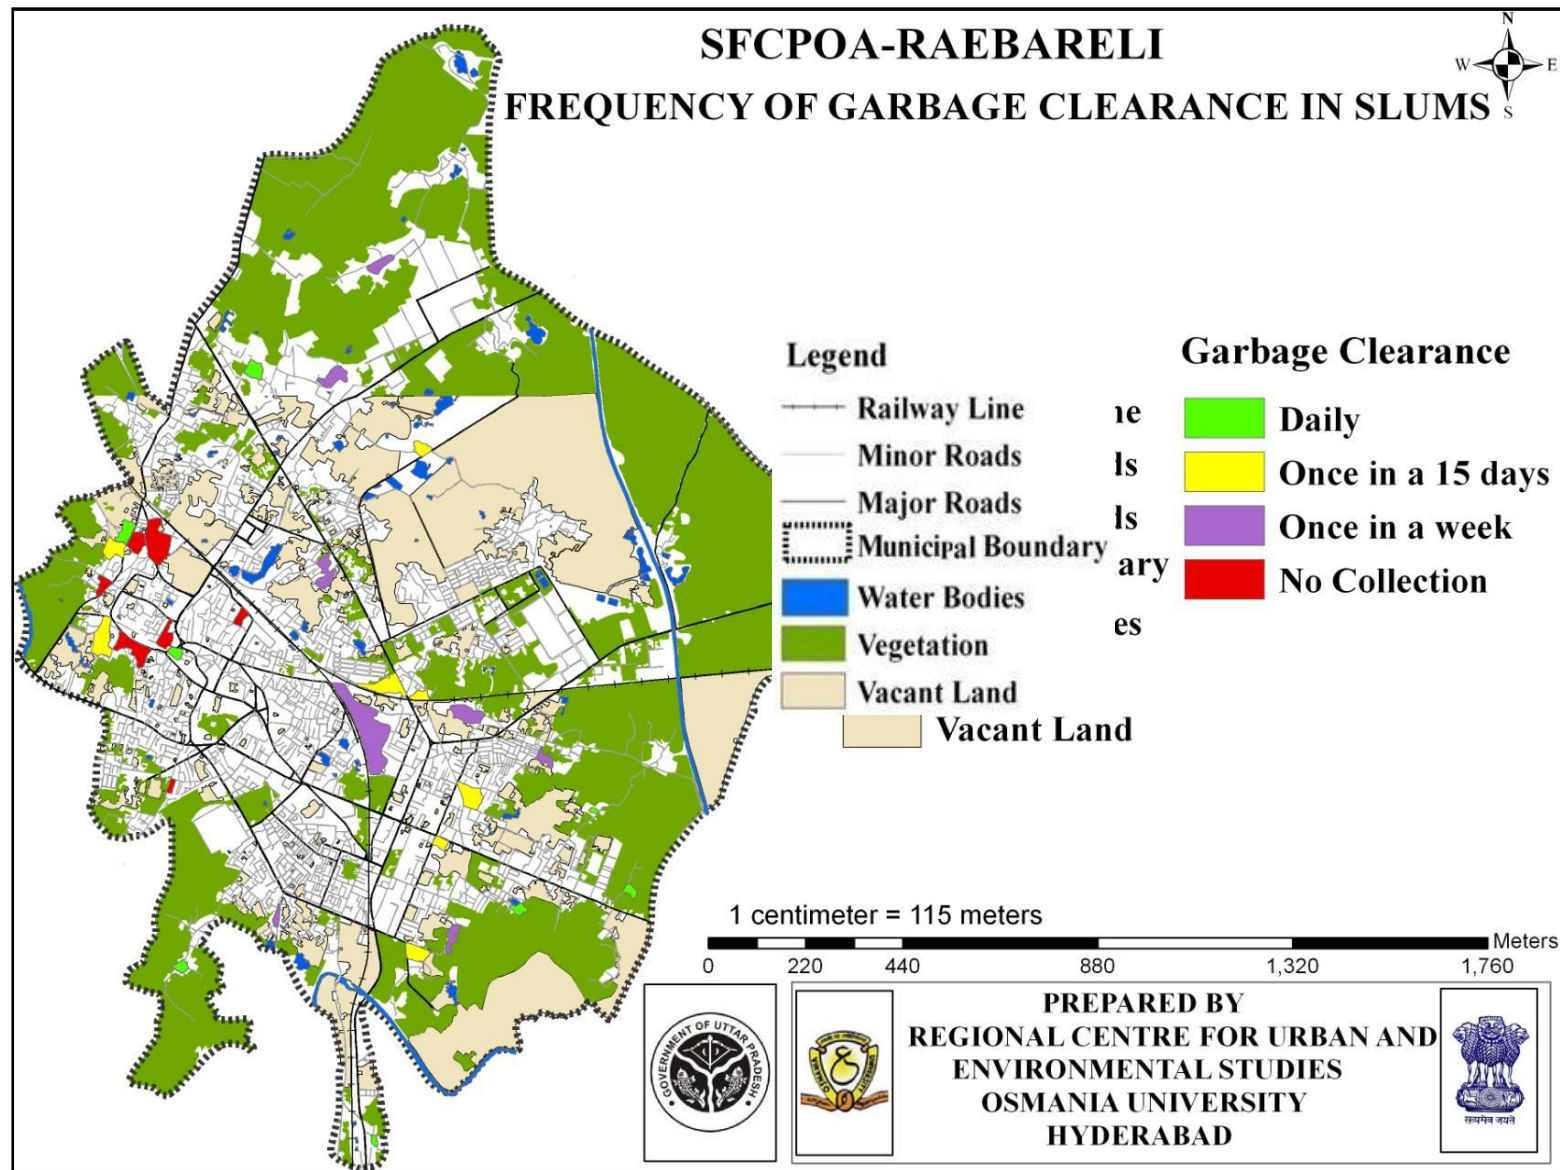 SFCPOA-RAEBARELI
FREQUENCY OF GARBAGE CLEARANCE IN SLUMS
N
W E
S
Legend
Railway Line
Minor Roads
Major Roads
Municipal Boundary
Water Bodies
Vegetation
Vacant Land
ne
ds
ds
ary
es
Vacant Land
Garbage Clearance
Daily
Once in a 15 days
Once in a week
No Collection
1 centimeter = 115 meters
Meters
0 220 440 880 1,320 1,760
GOVERNMENT OF UTTAR PRADESH
PREPARED BY
REGIONAL CENTRE FOR URBAN AND
ENVIRONMENTAL STUDIES
OSMANIA UNIVERSITY
HYDERABAD
सत्यमेव जयते